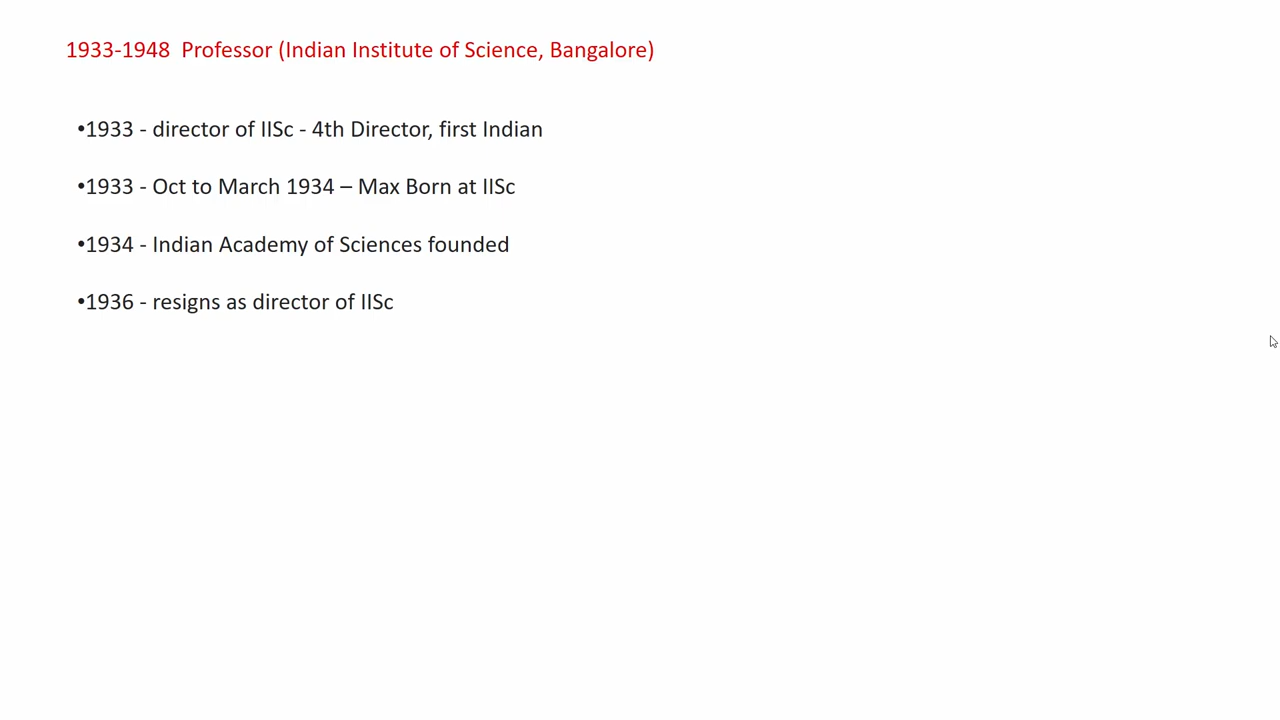 1933-1948  Professor (Indian Institute of Science, Bangalore)
•1933 - director of IISc - 4th Director, first Indian
•1933 - Oct to March 1934 – Max Born at IISc
•1934 - Indian Academy of Sciences founded
•1936 - resigns as director of IISc